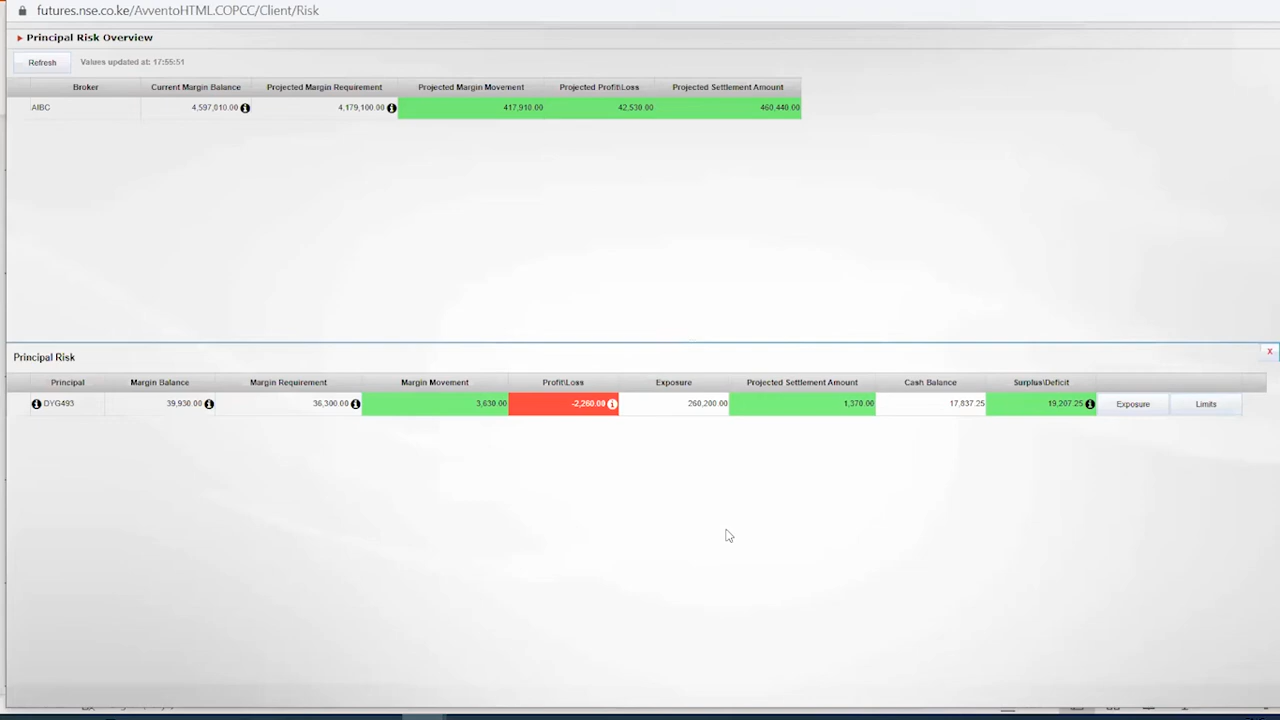 futures.nse.co.ke/AvventoHTML.COPCC/Client/Risk
Principal Risk Overview
Refresh Values updated at: 17:55:51
Broker Current Margin Balance Projected Margin Requirement Projected Margin Movement Projected Profit\Loss Projected Settlement Amount
AIBC 4,597,010.00 4,179,100.00 417,910.00 42,530.00 460,440.00
Principal Risk x
Principal Margin Balance Margin Requirement Margin Movement Profit\Loss Exposure Projected Settlement Amount Cash Balance Surplus\Deficit
DYG493 39,930.00 36,300.00 3,630.00 -2,260.00 260,200.00 1,370.00 17,837.25 19,207.25 Exposure Limits